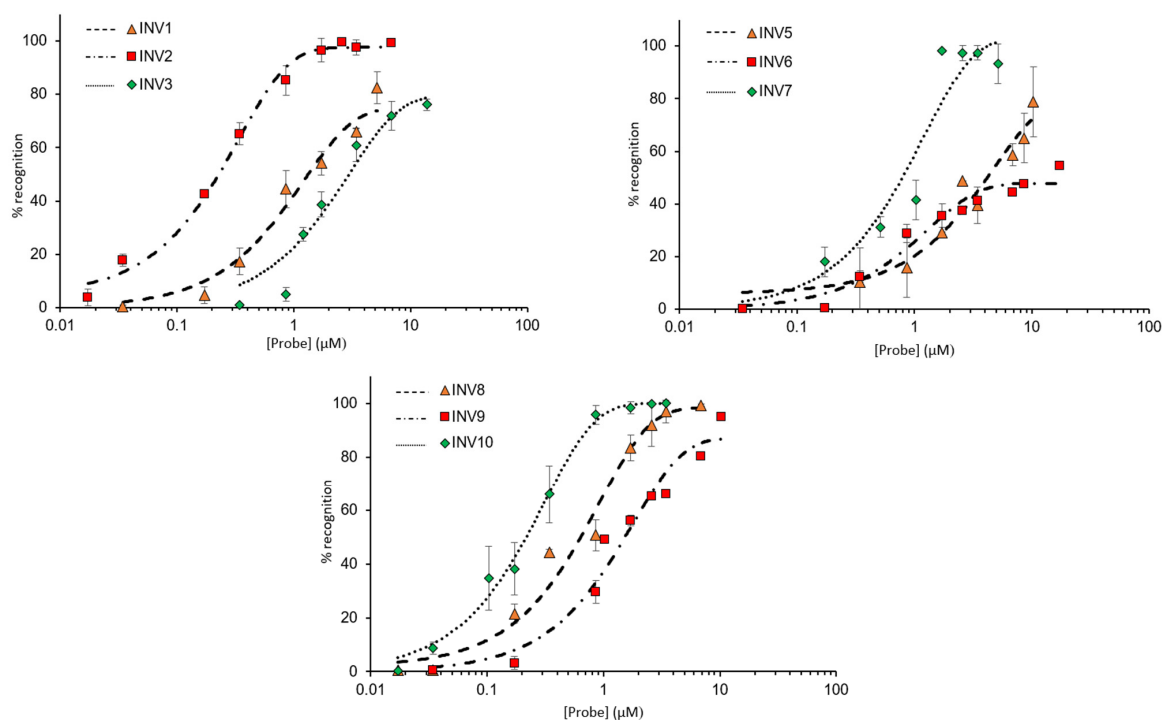 INV1
INV2
INV3
% recognition
100
80
60
40
20
0
0.01
0.1
1
10
100
[Probe] (µM)
INV5
INV6
INV7
% recognition
100
80
60
40
20
0
0.01
0.1
1
10
100
[Probe] (µM)
INV8
INV9
INV10
% recognition
100
80
60
40
20
0
0.01
0.1
1
10
100
[Probe] (µM)